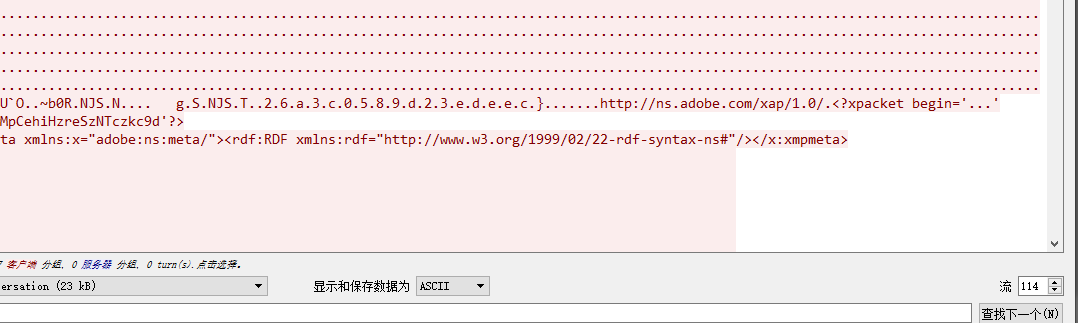 U`O..~b0R.NJS.N.... g.S.NJS.T..2.6.a.3.c.0.5.8.9.d.2.3.e.d.e.e.c.}.......http://ns.adobe.com/xap/1.0/.<?xpacket begin='...'
MpCehiHzreSzNTczkc9d'?>
ta xmlns:x="adobe:ns:meta/"><rdf:RDF xmlns:rdf="http://www.w3.org/1999/02/22-rdf-syntax-ns#"/></x:xmpmeta>
客户端 分组, 0 服务器 分组, 0 turn(s).点击选择。
ersation (23 kB)
显示和保存数据为 ASCII
流 114
查找下一个(N)